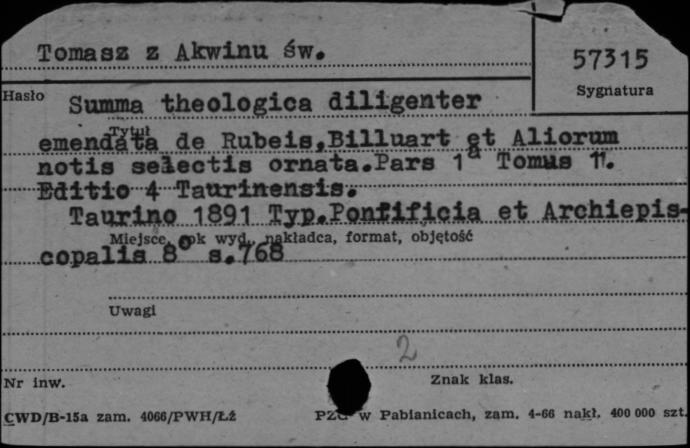 Tomasz z Akwinu św.
57315
Sygnatura
Hasło
Summa theologica diligenter
Tytuł
emendata de Rubeis,Billuart et Aliorum
notis selectis ornata.Pars 1a Tomus 11.
Editio 4 Taurinensis.
Taurino 1891 Typ.Pontificia et Archiepis-
Miejsce, rok wyd., nakładca, format, objętość
copalis 8° s.768
Uwagi
2
Nr inw.
Znak klas.
CWD/B-15a zam. 4066/PWH/Łź
PZG w Pabianicach, zam. 4-66 nakł. 400 000 szt.